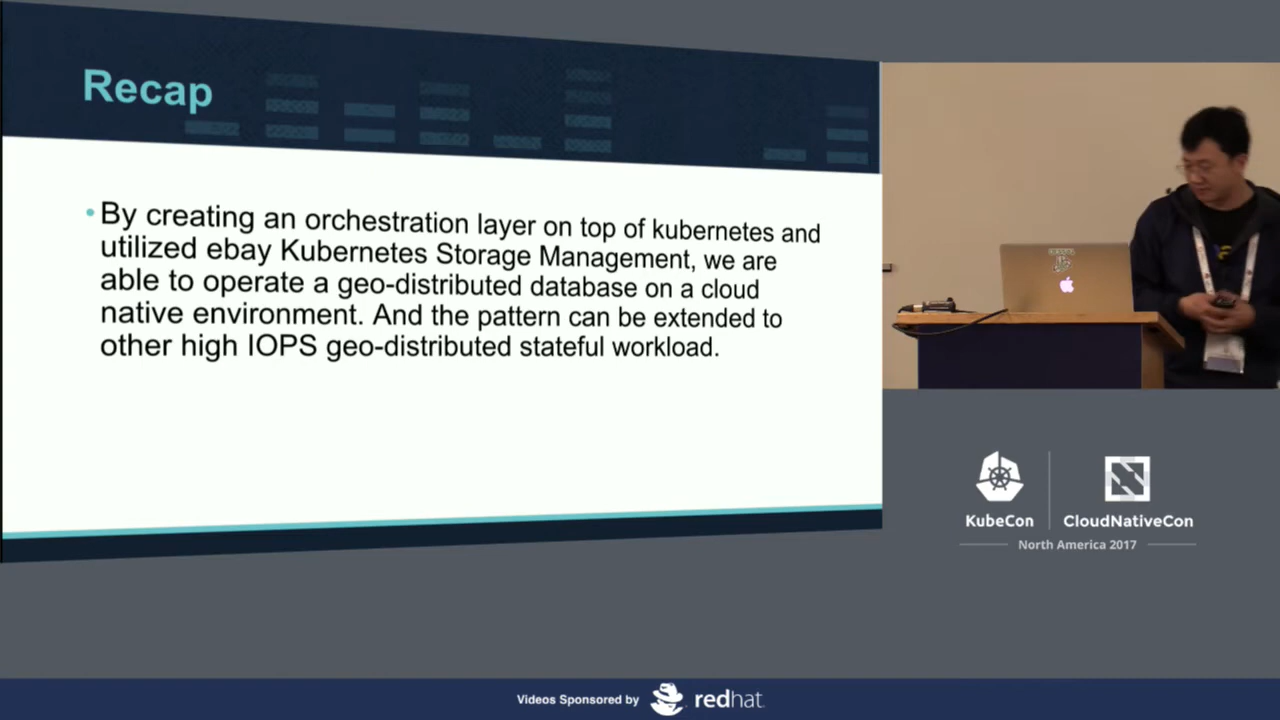 Recap
• By creating an orchestration layer on top of kubernetes and
utilized ebay Kubernetes Storage Management, we are
able to operate a geo-distributed database on a cloud
native environment. And the pattern can be extended to
other high IOPS geo-distributed stateful workload.
KubeCon
CloudNativeCon
North America 2017
Videos Sponsored by
redhat.